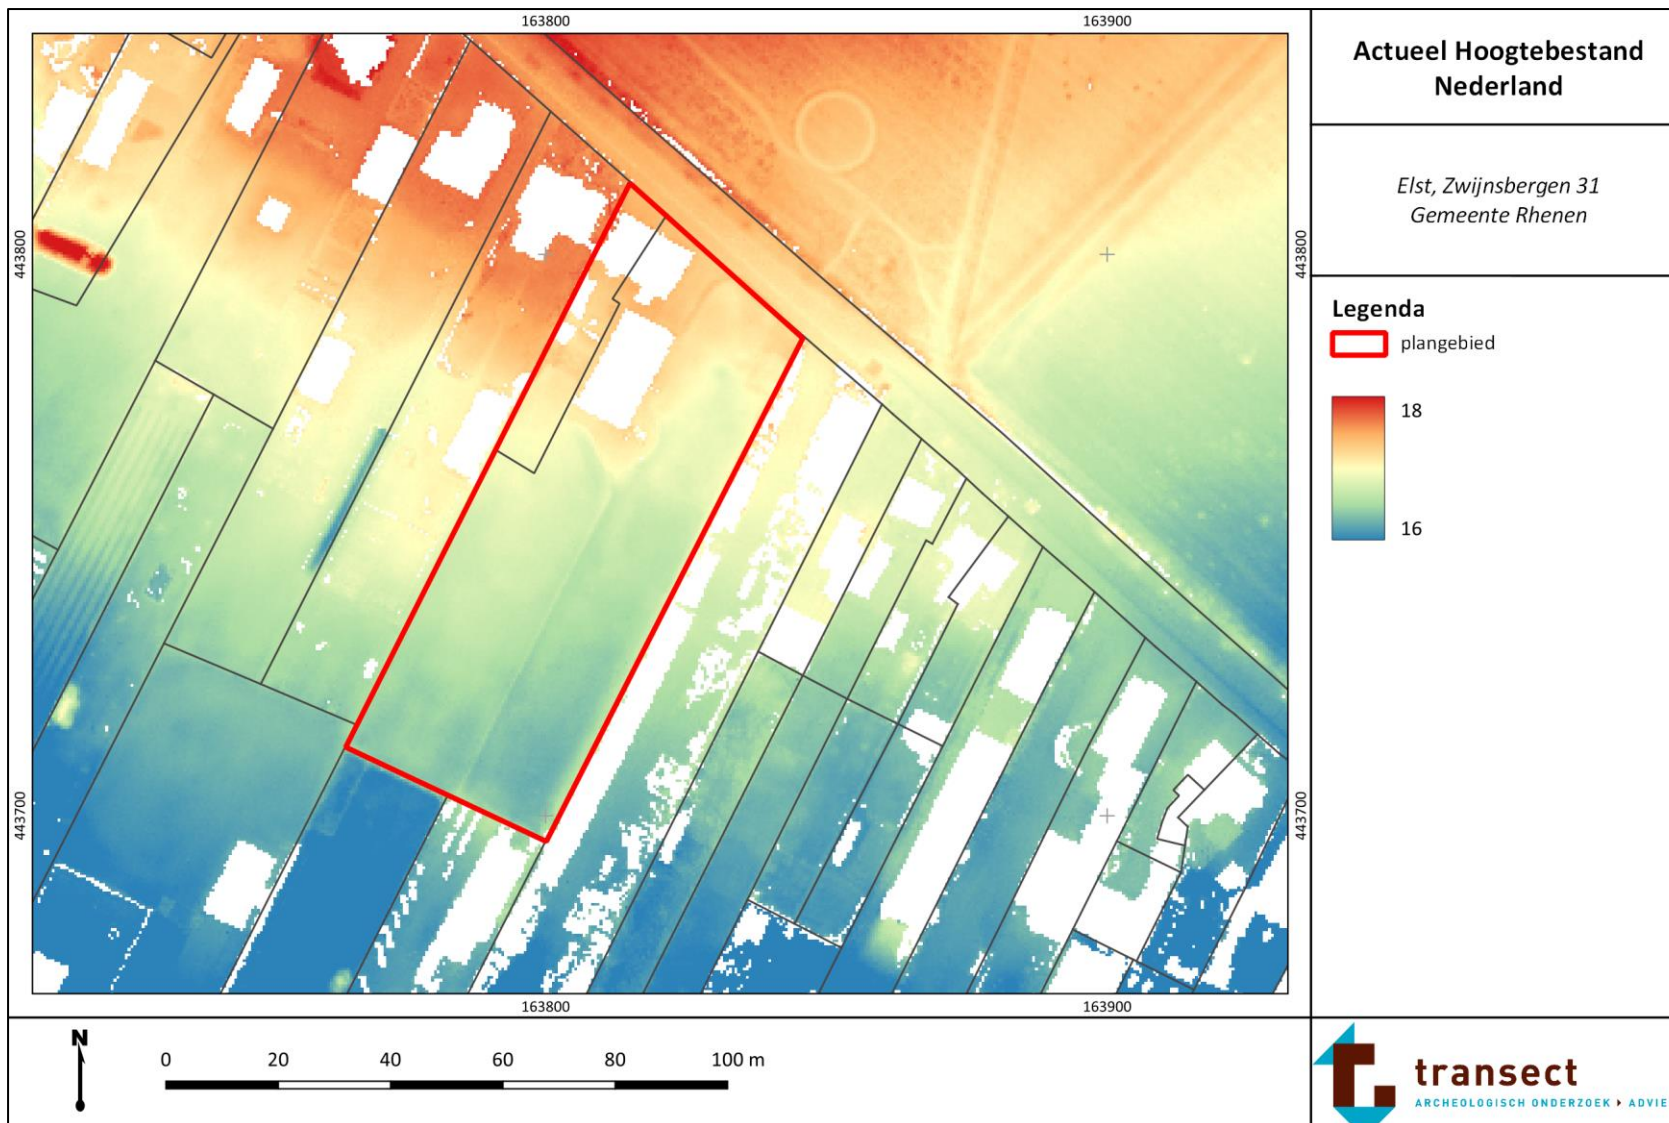 163800
163900
Actueel Hoogtebestand
Nederland
Elst, Zwijnsbergen 31
Gemeente Rhenen
443800
443800
Legenda
plangebied
18
16
443700
443700
163800
163900
N
0 20 40 60 80 100 m
transect
ARCHEOLOGISCH ONDERZOEK ADVIE